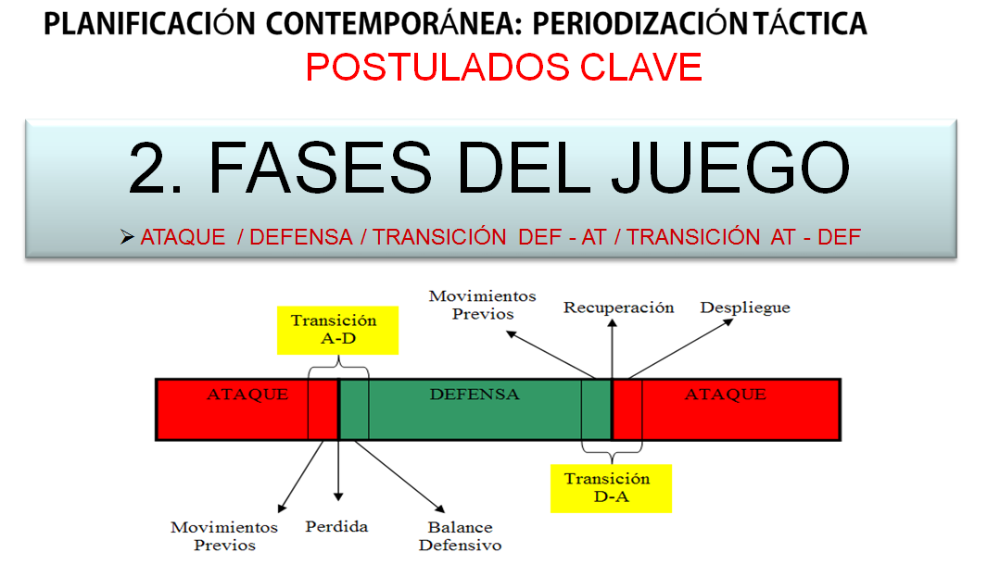 PLANIFICACIÓN CONTEMPORÁNEA: PERIODIZACIÓN TÁCTICA
POSTULADOS CLAVE
2. FASES DEL JUEGO
ATAQUE / DEFENSA / TRANSICIÓN DEF - AT / TRANSICIÓN AT - DEF
Movimientos
Previos
Recuperación
Despliegue
Transición
A-D
ATAQUE
DEFENSA
ATAQUE
Transición
D-A
Movimientos
Previos
Perdida
Balance
Defensivo